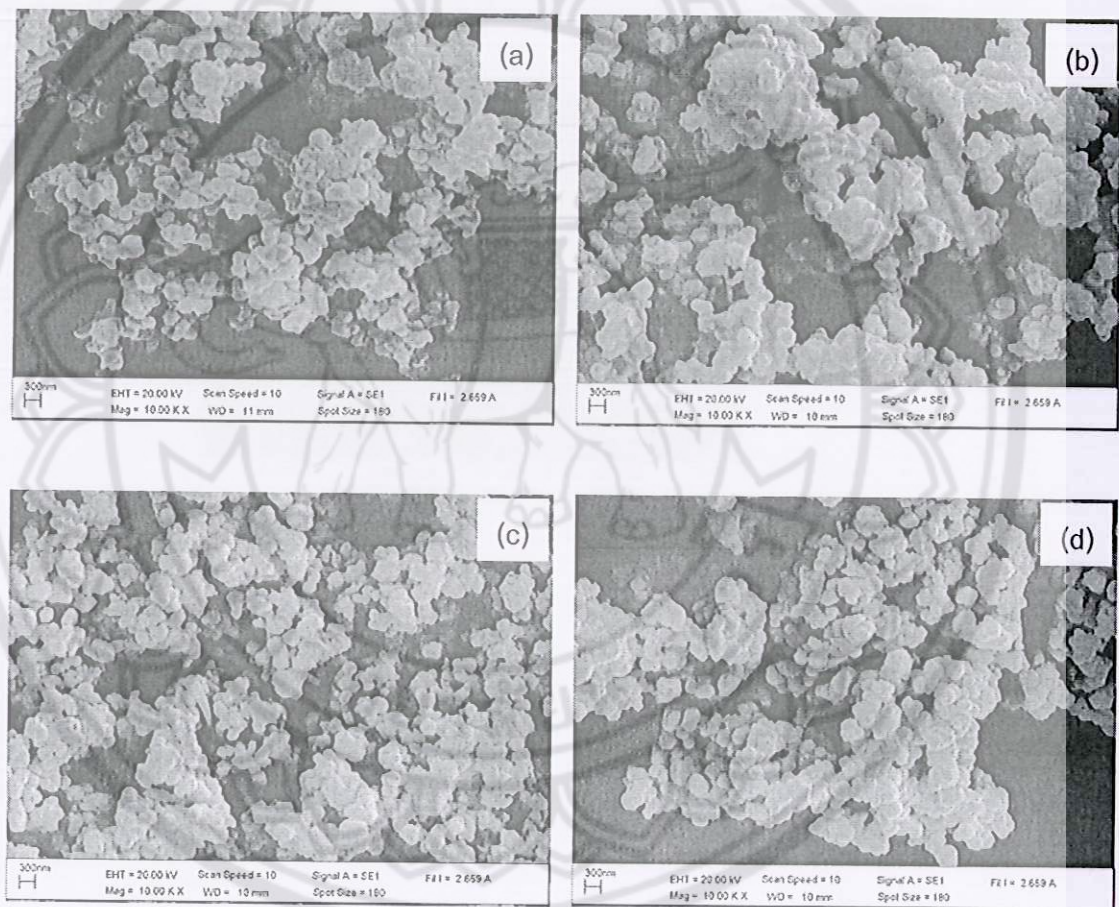 (a)
300nm
EHT = 20.00 kV Scan Speed = 10 Signal A = SE1 Fil I = 2.659 A
Mag = 10.00 K X WD = 11 mm Spot Size = 180
(b)
300nm
EHT = 20.00 kV Scan Speed = 10 Signal A = SE1 Fil I = 2.659 A
Mag = 10.00 K X WD = 10 mm Spot Size = 180
(c)
300nm
EHT = 20.00 kV Scan Speed = 10 Signal A = SE1 Fil I = 2.659 A
Mag = 10.00 K X WD = 10 mm Spot Size = 180
(d)
300nm
EHT = 20.00 kV Scan Speed = 10 Signal A = SE1 Fil I = 2.659 A
Mag = 10.00 K X WD = 10 mm Spot Size = 180